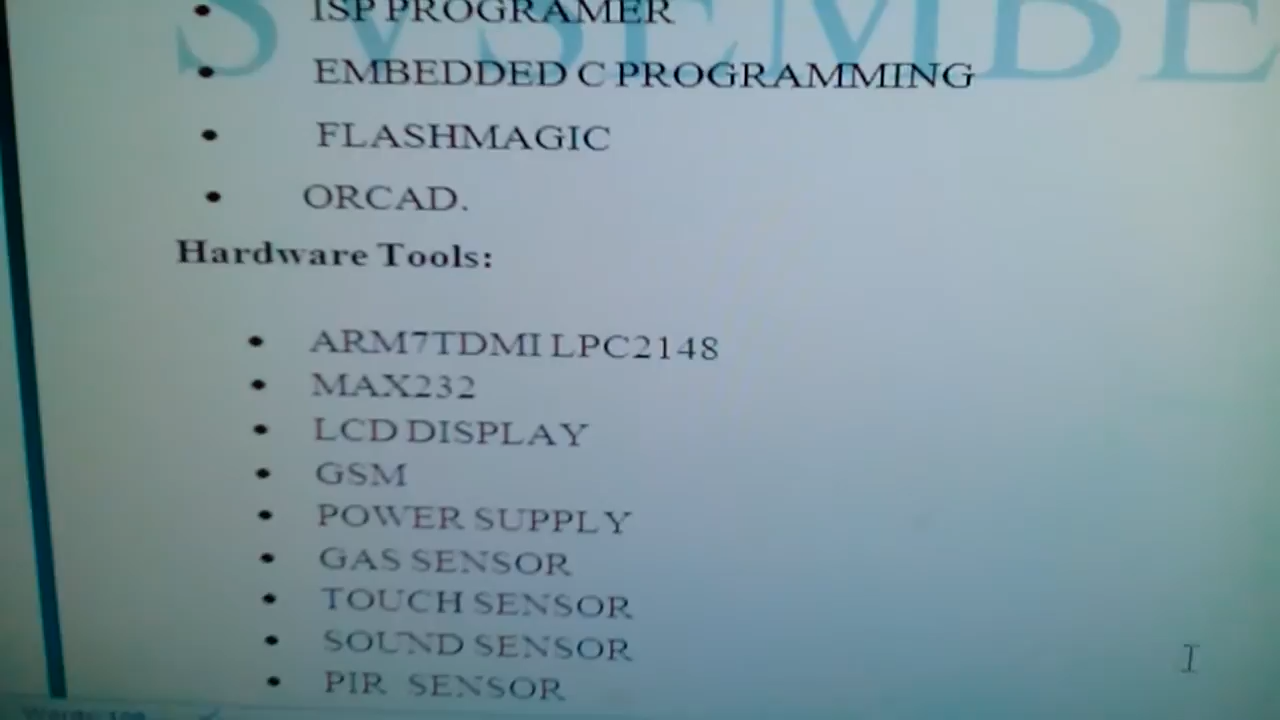 ISP PROGRAMER
EMBEDDED C PROGRAMMING
FLASHMAGIC
ORCAD.
Hardware Tools:
ARM7TDMI LPC2148
MAX232
LCD DISPLAY
GSM
POWER SUPPLY
GAS SENSOR
TOUCH SENSOR
SOUND SENSOR
PIR SENSOR